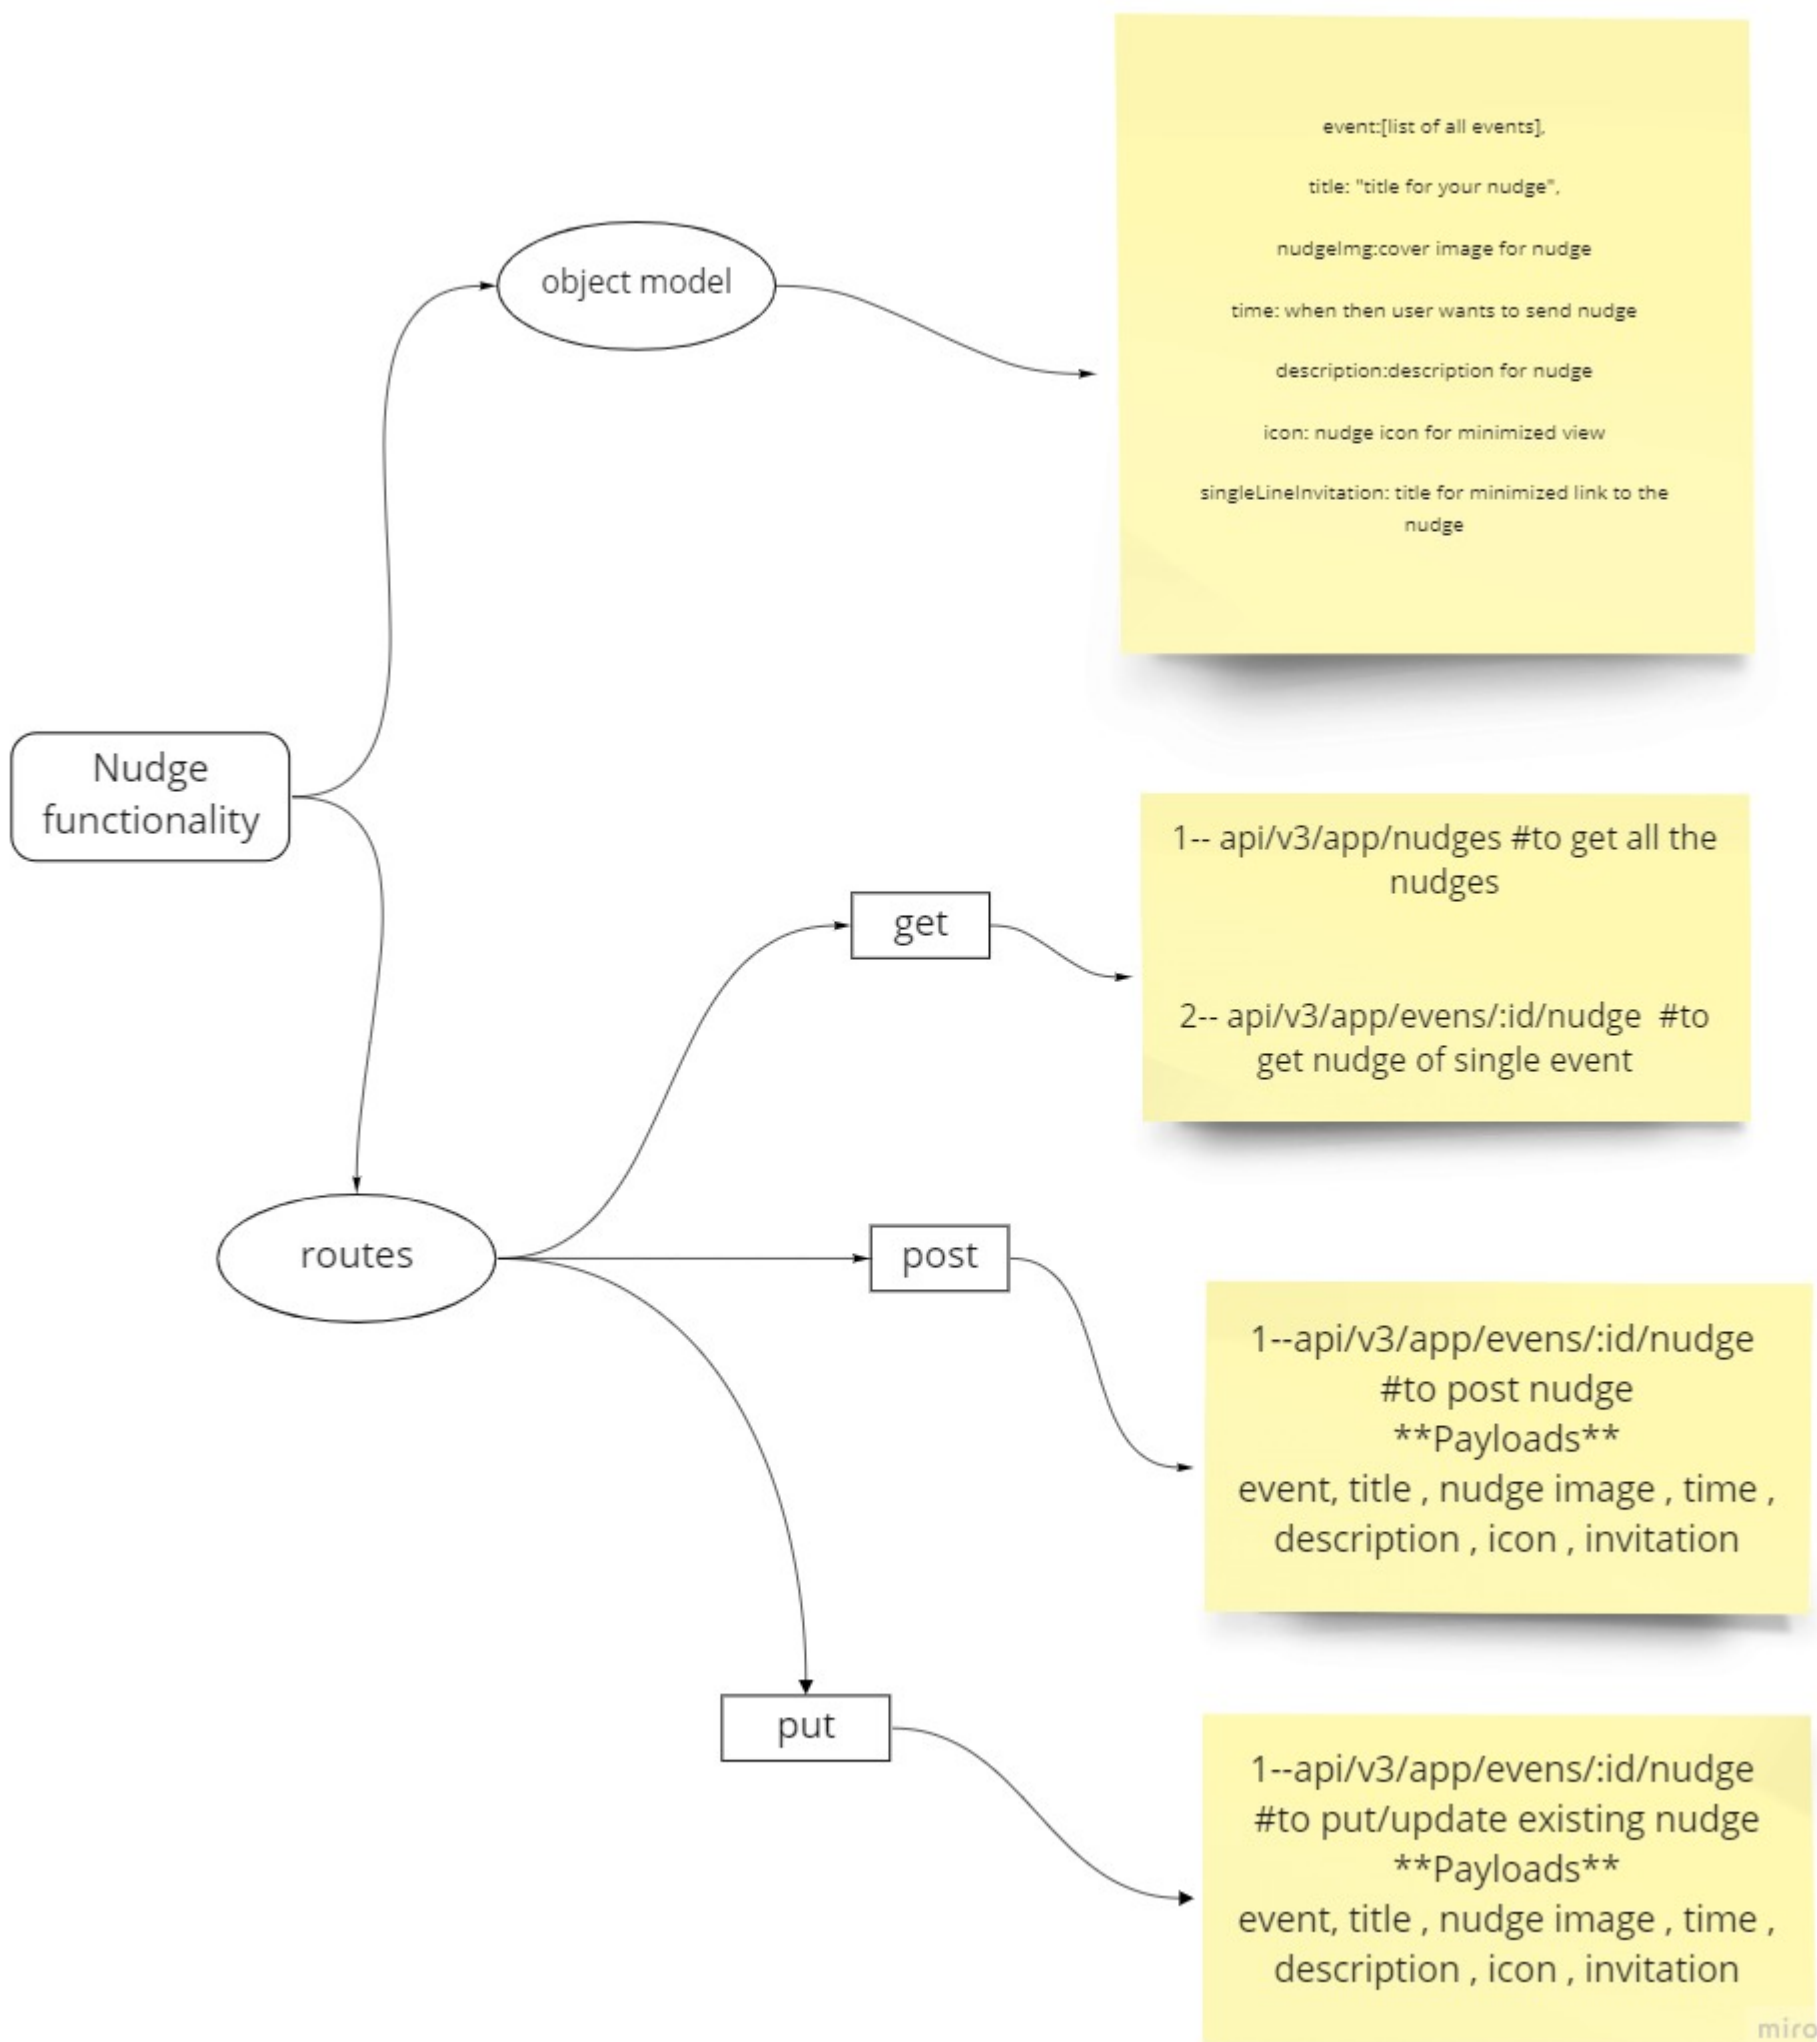 event:[list of all events],
title: "title for your nudge",
nudgeImg:cover image for nudge
object model
time: when then user wants to send nudge
description:description for nudge
icon: nudge icon for minimized view
singleLineInvitation: title for minimized link to the
nudge
Nudge
functionality
1-- api/v3/app/nudges #to get all the
nudges
get
2-- api/v3/app/evens/:id/nudge #to
get nudge of single event
routes
post
1--api/v3/app/evens/:id/nudge
#to post nudge
**Payloads**
event, title , nudge image , time ,
description , icon , invitation
put
1--api/v3/app/evens/:id/nudge
#to put/update existing nudge
**Payloads**
event, title , nudge image , time ,
description , icon , invitation
miro